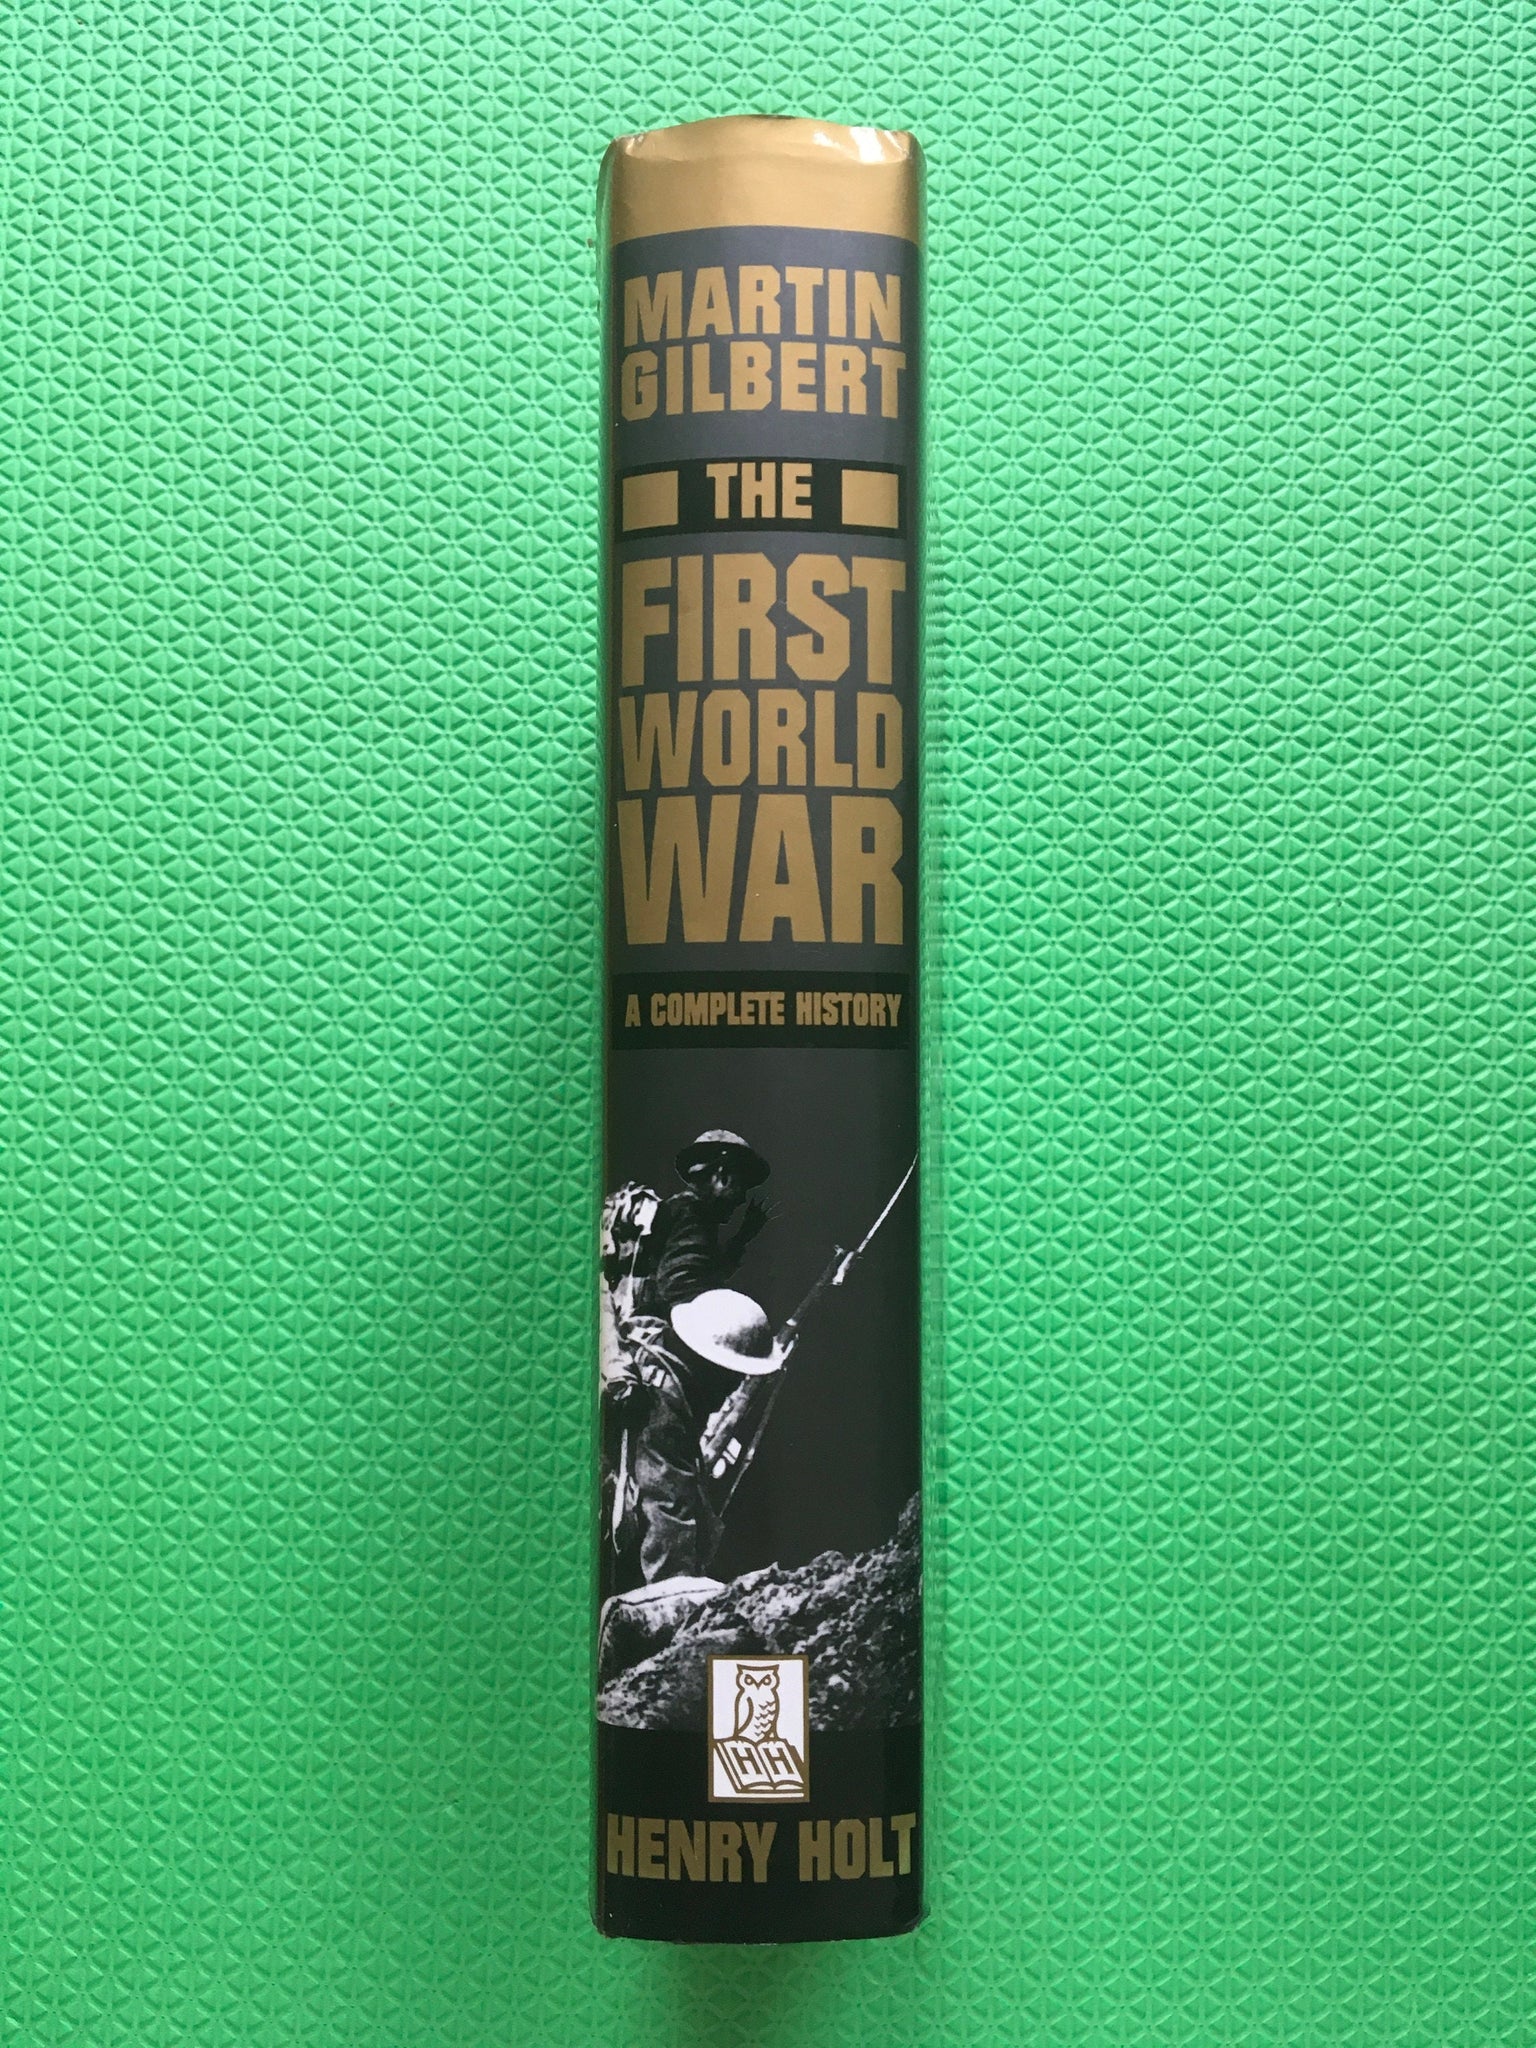 MARTIN
GILBERT
THE
FIRST
WORLD
WAR
A COMPLETE HISTORY
HH
HENRY HOLT